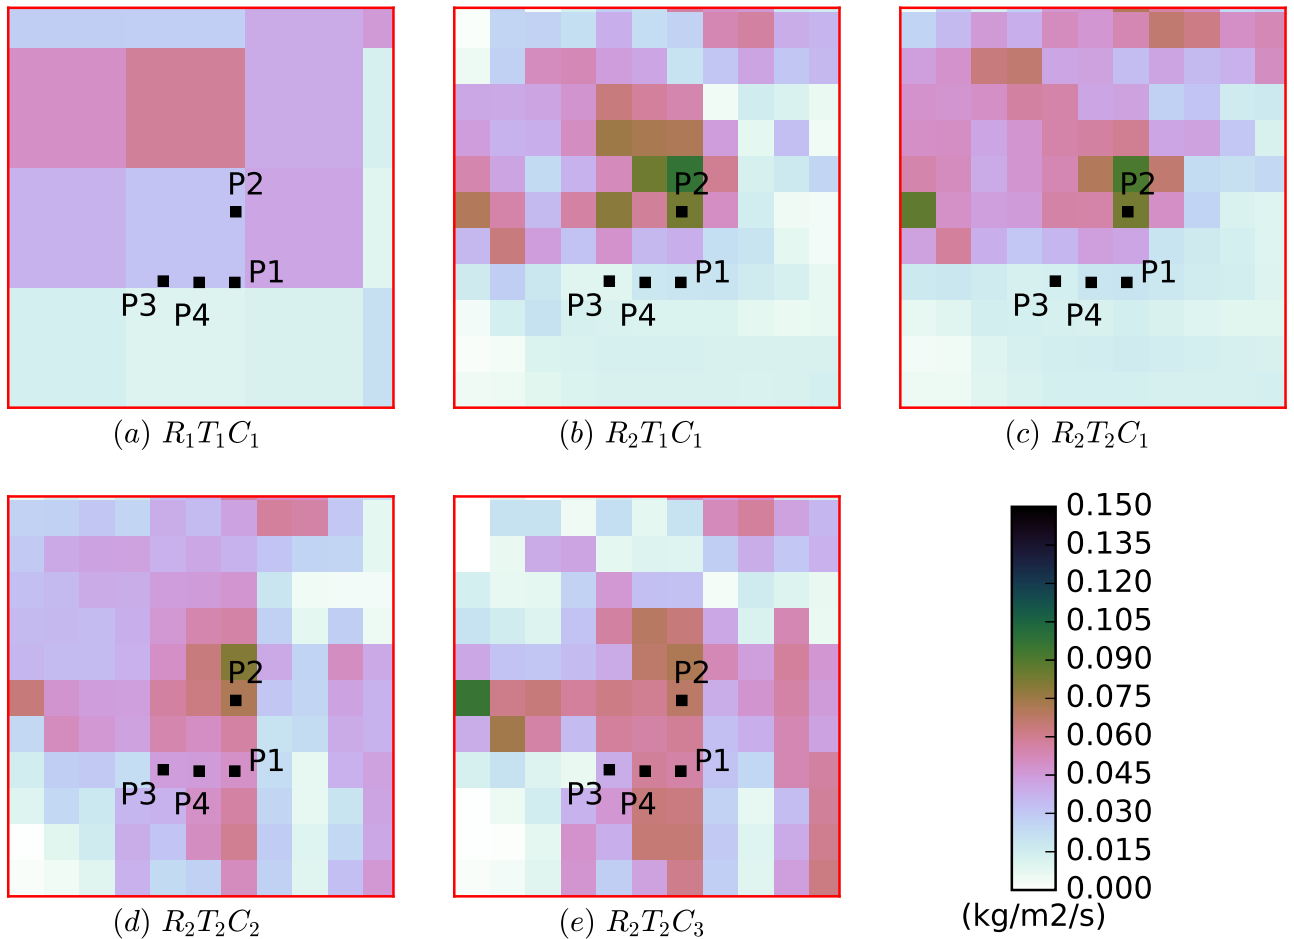 P2
P1
P3
P4
(a) R₁T₁C₁
P2
P1
P3
P4
(b) R₂T₁C₁
P2
P1
P3
P4
(c) R₂T₂C₁
P2
P1
P3
P4
(d) R₂T₂C₂
P2
P1
P3
P4
(e) R₂T₂C₃
0.150
0.135
0.120
0.105
0.090
0.075
0.060
0.045
0.030
0.015
0.000
(kg/m2/s)